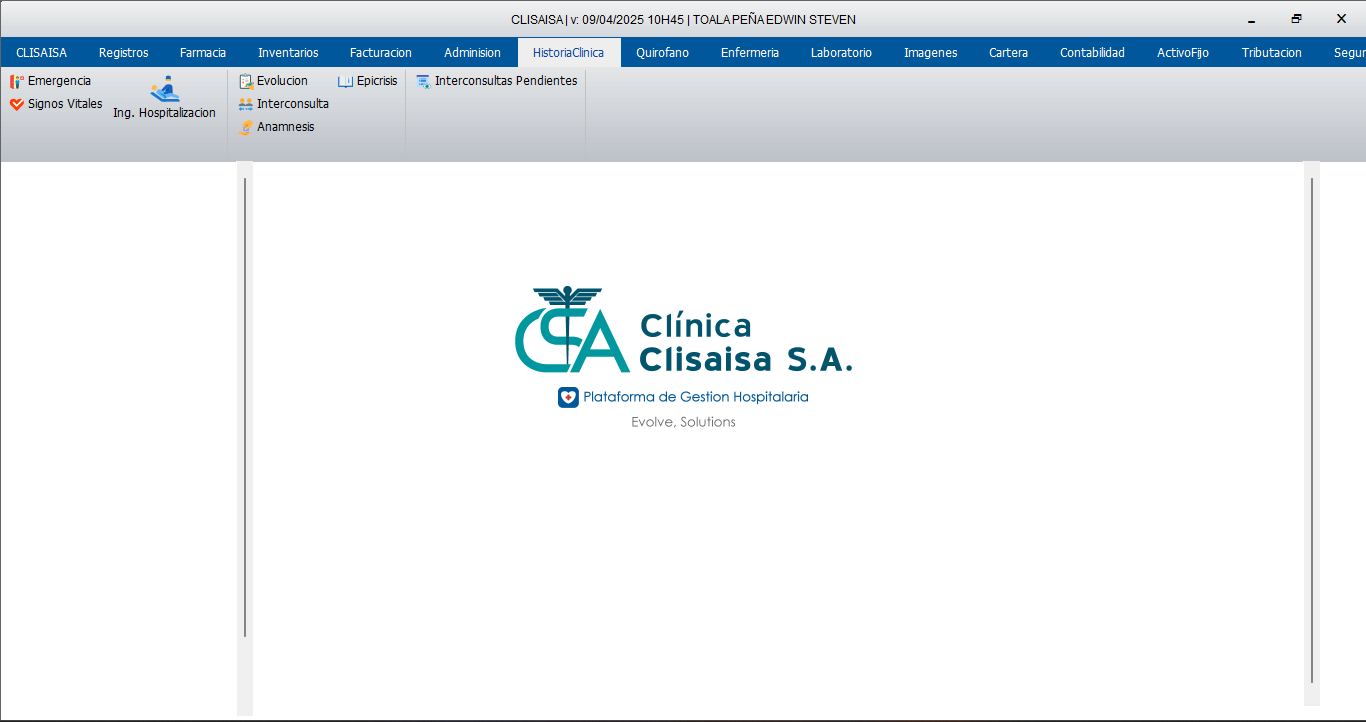 CLISAISA | v: 09/04/2025 10H45 | TOALA PEÑA EDWIN STEVEN
CLISAISA Registros Farmacia Inventarios Facturacion Adminision HistoriaClinica Quirofano Enfermeria Laboratorio Imagenes Cartera Contabilidad ActivoFijo Tributacion Segur
Emergencia
Signos Vitales
Ing. Hospitalizacion
Evolucion
Interconsulta
Anamnesis
Epicrisis
Interconsultas Pendientes
CSA
Clínica
Clisaisa S.A.
Plataforma de Gestion Hospitalaria
Evolve, Solutions